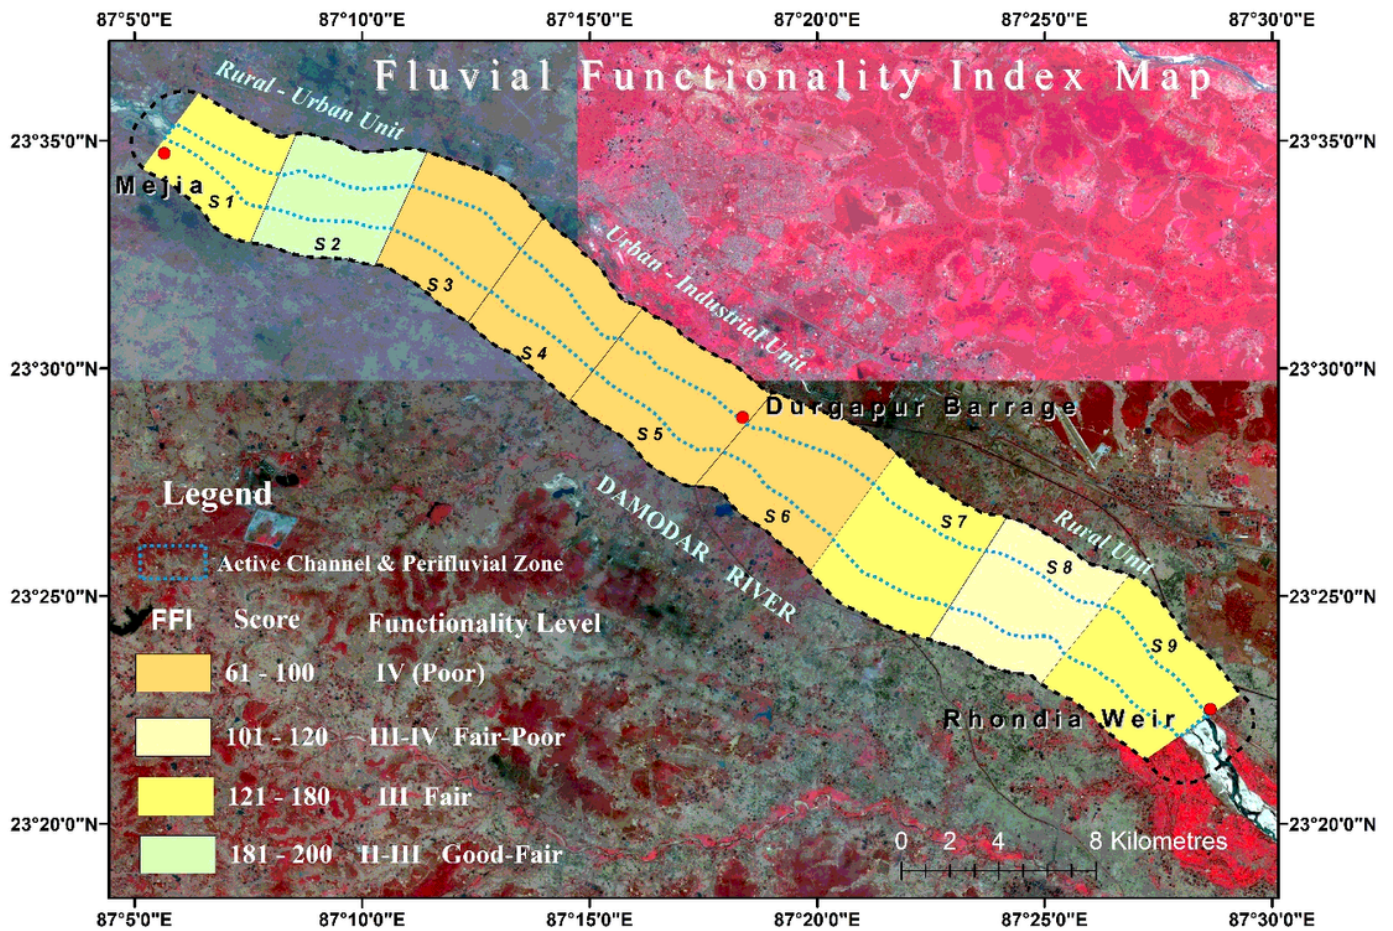 87°5'0"E 87°10'0"E 87°15'0"E 87°20'0"E 87°25'0"E 87°30'0"E
Fluvial Functionality Index Map
Rural - Urban Unit
23°35'0"N 23°35'0"N
Mejia
S 1
S 2
Urban - Industrial Unit
S 3
S 4
23°30'0"N 23°30'0"N
Durgapur Barrage
S 5
Legend
DAMODAR RIVER
S 6
S 7
Rural Unit
Active Channel & Perifluvial Zone
S 8
23°25'0"N 23°25'0"N
FFI Score Functionality Level
S 9
61 - 100 IV (Poor)
Rhondia Weir
101 - 120 III-IV Fair-Poor
121 - 180 III Fair
23°20'0"N 23°20'0"N
0 2 4 8 Kilometres
181 - 200 II-III Good-Fair
87°5'0"E 87°10'0"E 87°15'0"E 87°20'0"E 87°25'0"E 87°30'0"E